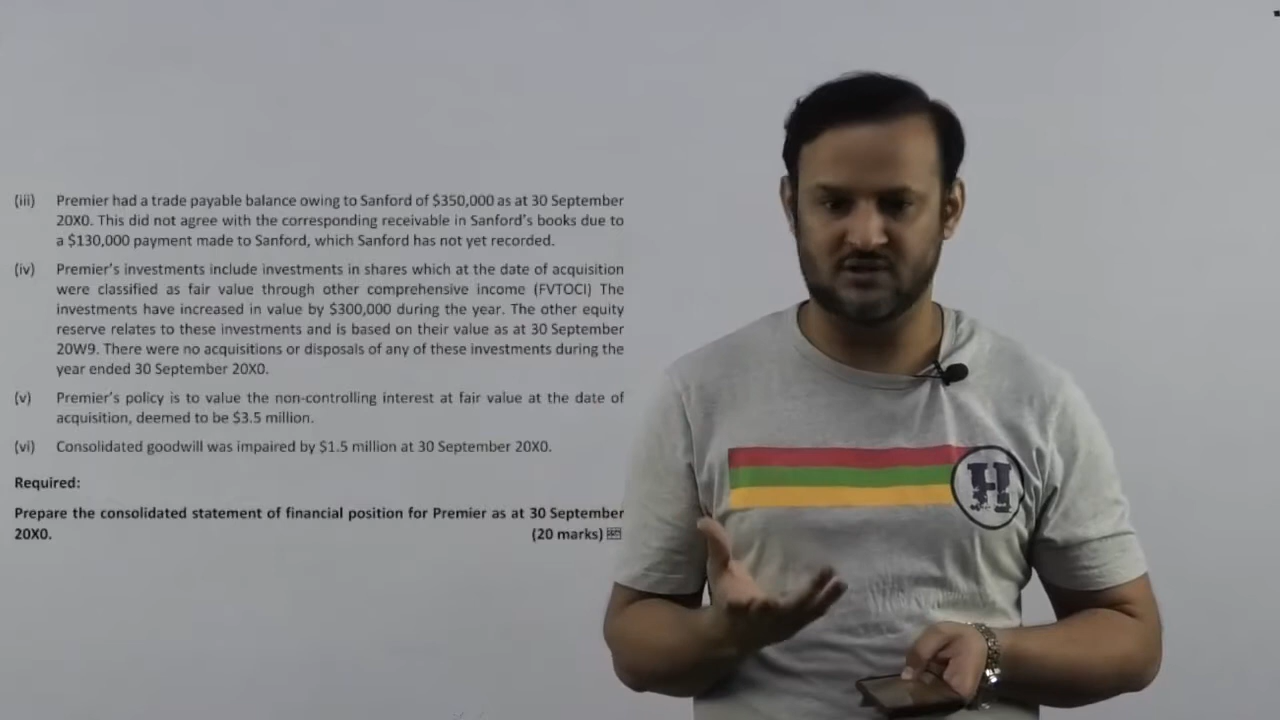 (iii) Premier had a trade payable balance owing to Sanford of $350,000 as at 30 September
20X0. This did not agree with the corresponding receivable in Sanford's books due to
a $130,000 payment made to Sanford, which Sanford has not yet recorded.
(iv) Premier's investments include investments in shares which at the date of acquisition
were classified as fair value through other comprehensive income (FVTOCI) The
investments have increased in value by $300,000 during the year. The other equity
reserve relates to these investments and is based on their value as at 30 September
20W9. There were no acquisitions or disposals of any of these investments during the
year ended 30 September 20X0.
(v) Premier's policy is to value the non-controlling interest at fair value at the date of
acquisition, deemed to be $3.5 million.
(vi) Consolidated goodwill was impaired by $1.5 million at 30 September 20X0.
Required:
Prepare the consolidated statement of financial position for Premier as at 30 September
20X0. (20 marks)
H